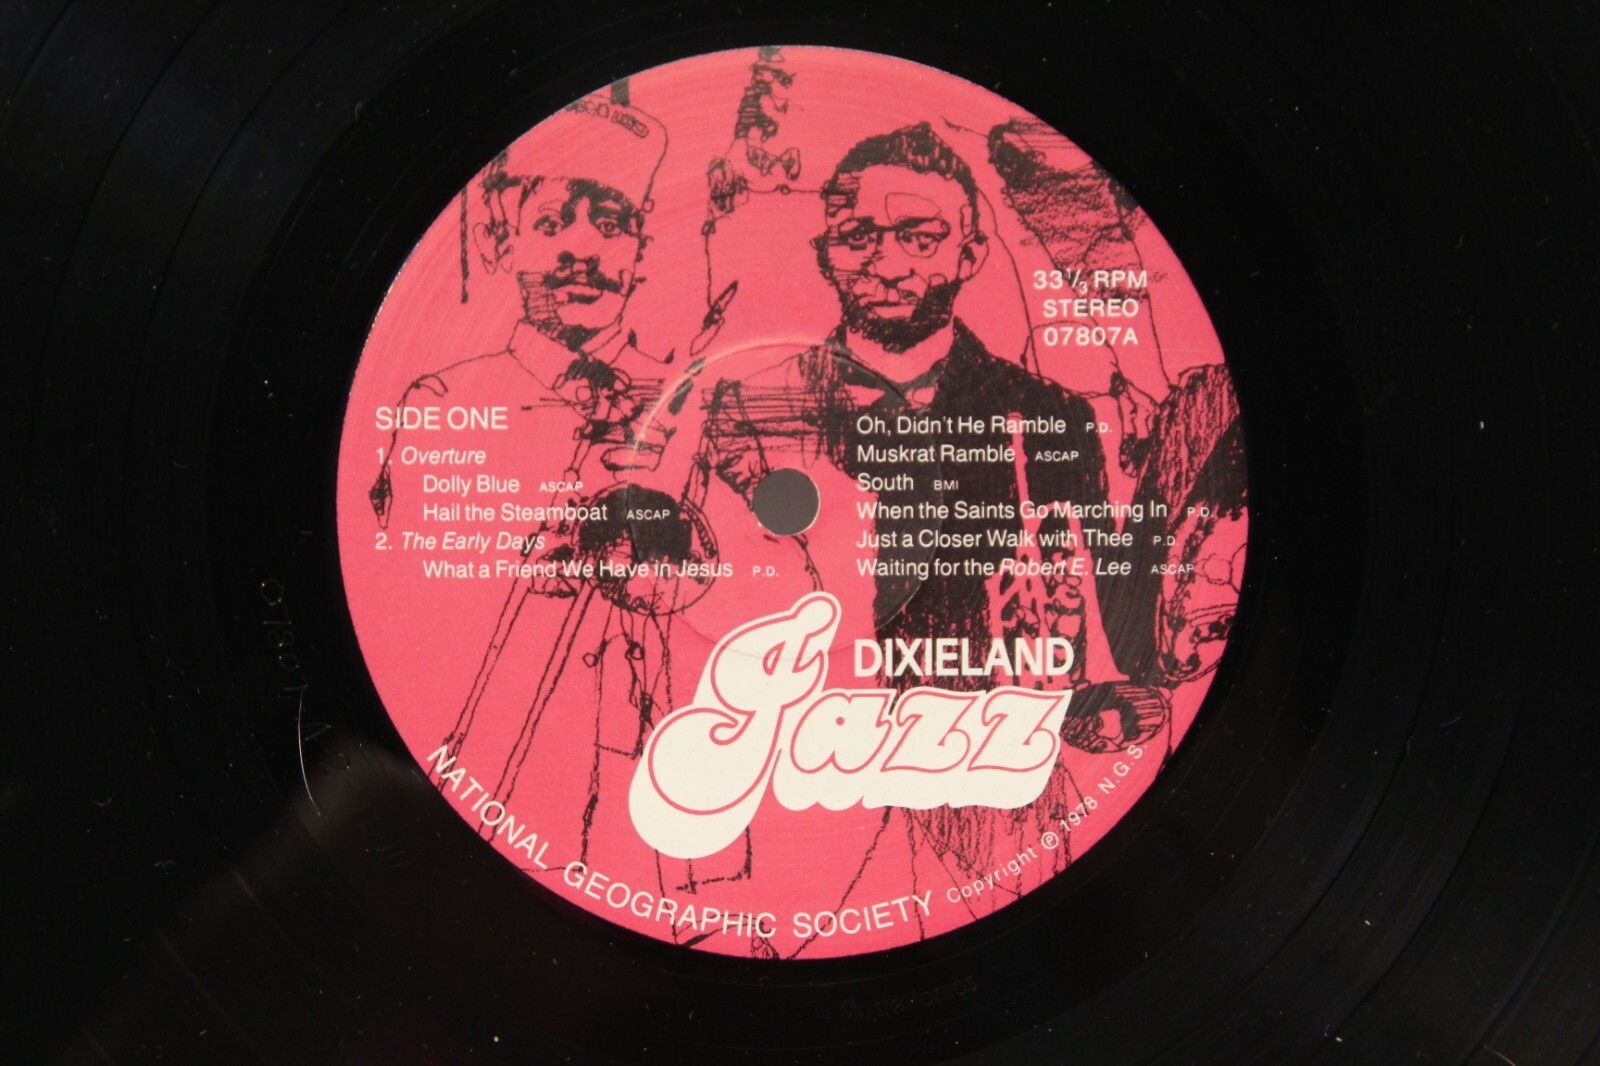 33 1/3 RPM
STEREO
07807A
SIDE ONE
1. Overture
Dolly Blue ASCAP
Hail the Steamboat ASCAP
2. The Early Days
What a Friend We Have in Jesus P.D.
Oh, Didn't He Ramble P.D.
Muskrat Ramble ASCAP
South BMI
When the Saints Go Marching In P.D.
Just a Closer Walk with Thee P.D.
Waiting for the Robert E. Lee ASCAP
DIXIELAND
Jazz
NATIONAL GEOGRAPHIC SOCIETY Copyright ℗ 1978 N.G.S.